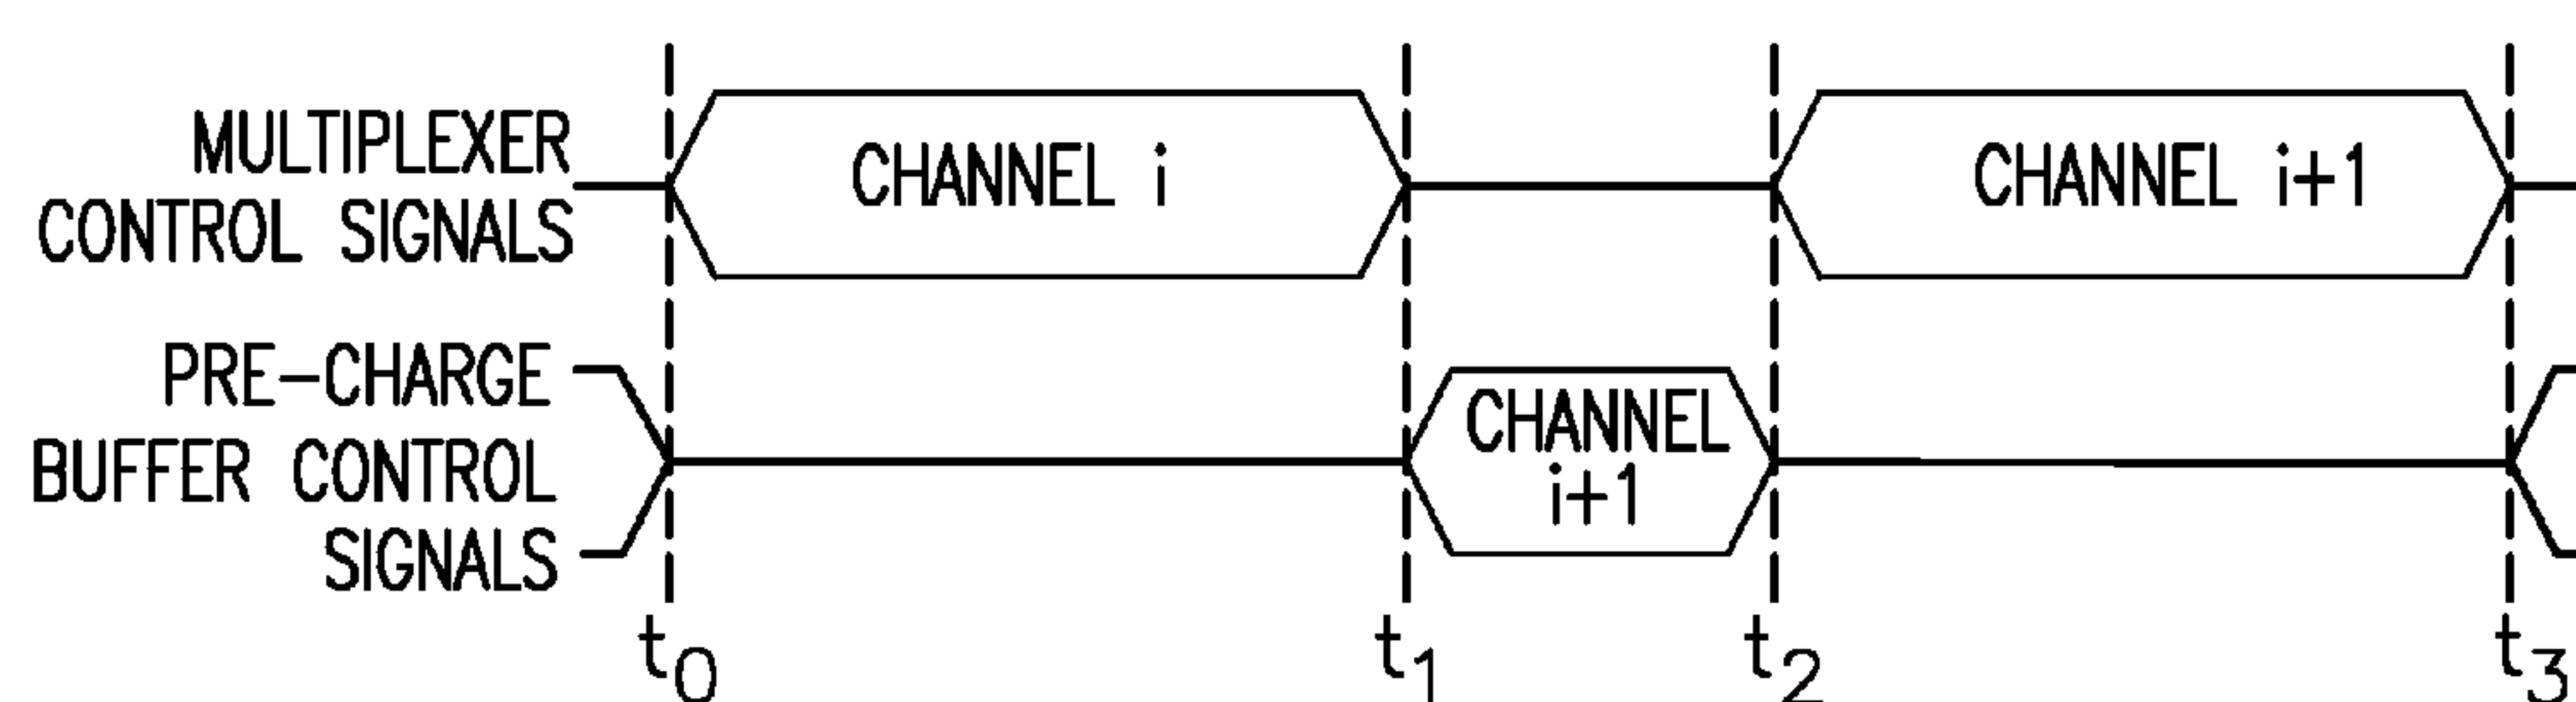 MULTIPLEXER
CONTROL SIGNALS
CHANNEL i
CHANNEL i+1
PRE-CHARGE
BUFFER CONTROL
SIGNALS
CHANNEL
i+1
t0
t1
t2
t3